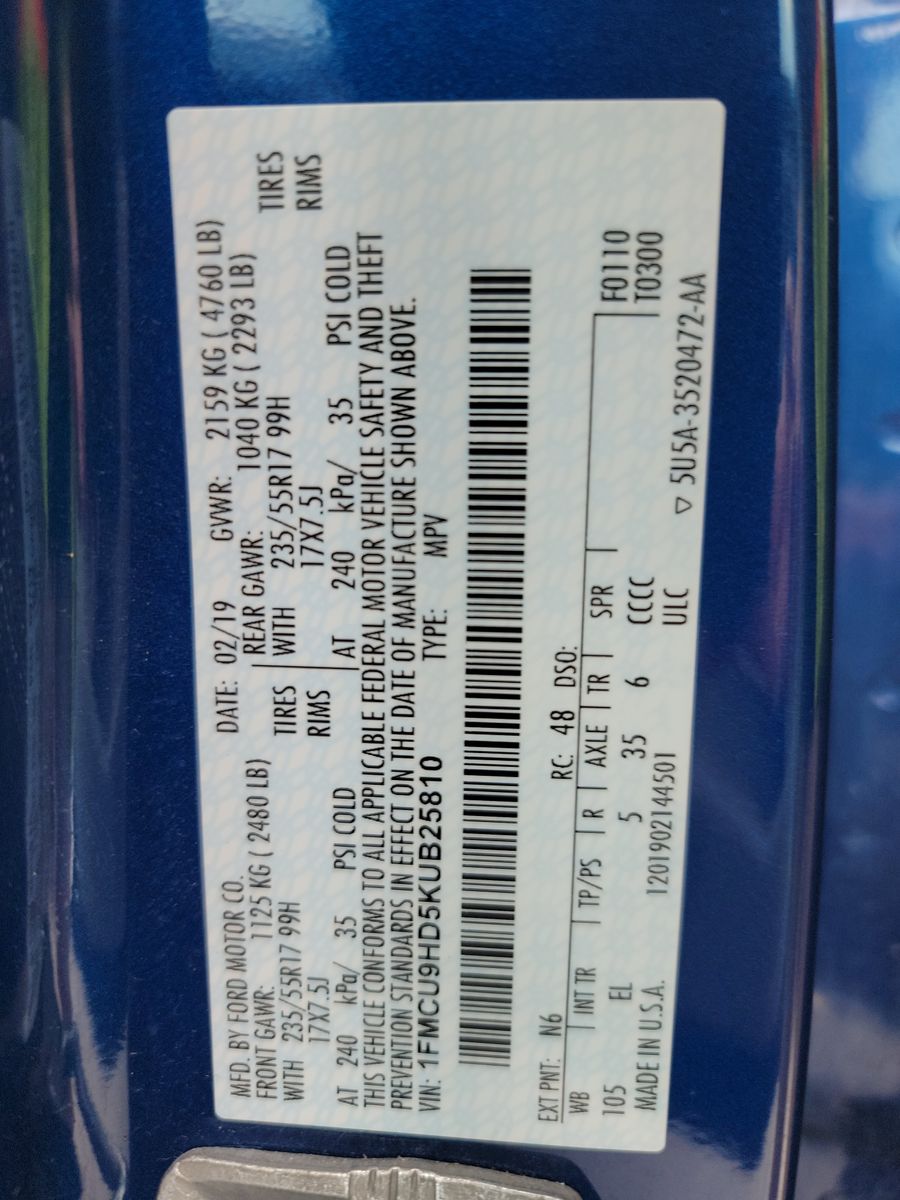 MFD. BY FORD MOTOR CO. DATE: 02/19 GVWR: 2159 KG ( 4760 LB)
FRONT GAWR: 1125 KG ( 2480 LB) REAR GAWR: 1040 KG ( 2293 LB)
WITH 235/55R17 99H TIRES WITH 235/55R17 99H TIRES
17X7.5J RIMS 17X7.5J RIMS
AT 240 kPa/ 35 PSI COLD AT 240 kPa/ 35 PSI COLD
THIS VEHICLE CONFORMS TO ALL APPLICABLE FEDERAL MOTOR VEHICLE SAFETY AND THEFT
PREVENTION STANDARDS IN EFFECT ON THE DATE OF MANUFACTURE SHOWN ABOVE.
VIN: 1FMCU9HD5KUB25810 TYPE: MPV
EXT PNT: N6 RC: 48 DSO:
WB INT TR TP/PS R AXLE TR SPR F0110
105 EL 5 35 6 CCCC T0300
MADE IN U.S.A. 1201902144501 ULC ▽ 5U5A-3520472-AA